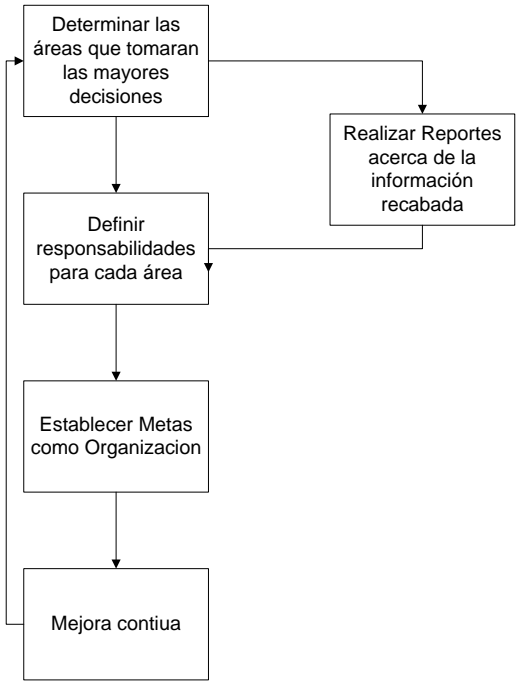 Determinar las
áreas que tomaran
las mayores
decisiones
Realizar Reportes
acerca de la
información
recabada
Definir
responsabilidades
para cada área
Establecer Metas
como Organizacion
Mejora contiua